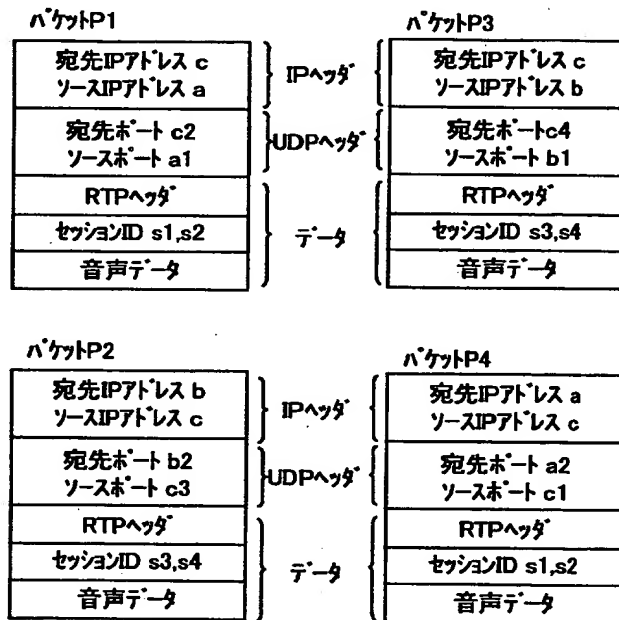 パケットP1
宛先IPアドレス c
ソースIPアドレス a
宛先ポート c2
ソースポート a1
RTPヘッダ
セッションID s1,s2
音声データ
IPヘッダ
UDPヘッダ
データ
パケットP3
宛先IPアドレス c
ソースIPアドレス b
宛先ポートc4
ソースポート b1
RTPヘッダ
セッションID s3,s4
音声データ
パケットP2
宛先IPアドレス b
ソースIPアドレス c
宛先ポート b2
ソースポート c3
RTPヘッダ
セッションID s3,s4
音声データ
IPヘッダ
UDPヘッダ
データ
パケットP4
宛先IPアドレス a
ソースIPアドレス c
宛先ポート a2
ソースポート c1
RTPヘッダ
セッションID s1,s2
音声データ